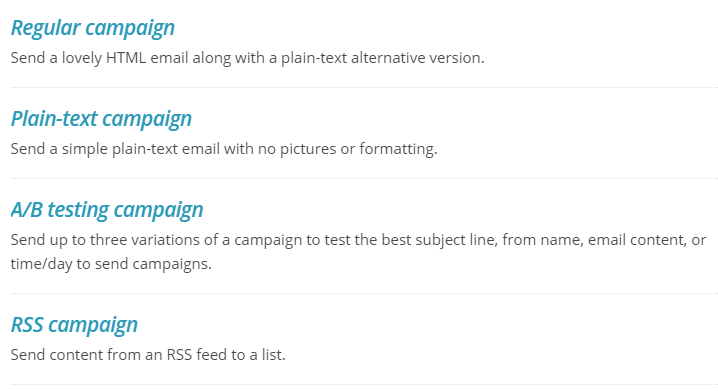 Regular campaign
Send a lovely HTML email along with a plain-text alternative version.
Plain-text campaign
Send a simple plain-text email with no pictures or formatting.
A/B testing campaign
Send up to three variations of a campaign to test the best subject line, from name, email content, or
time/day to send campaigns.
RSS campaign
Send content from an RSS feed to a list.